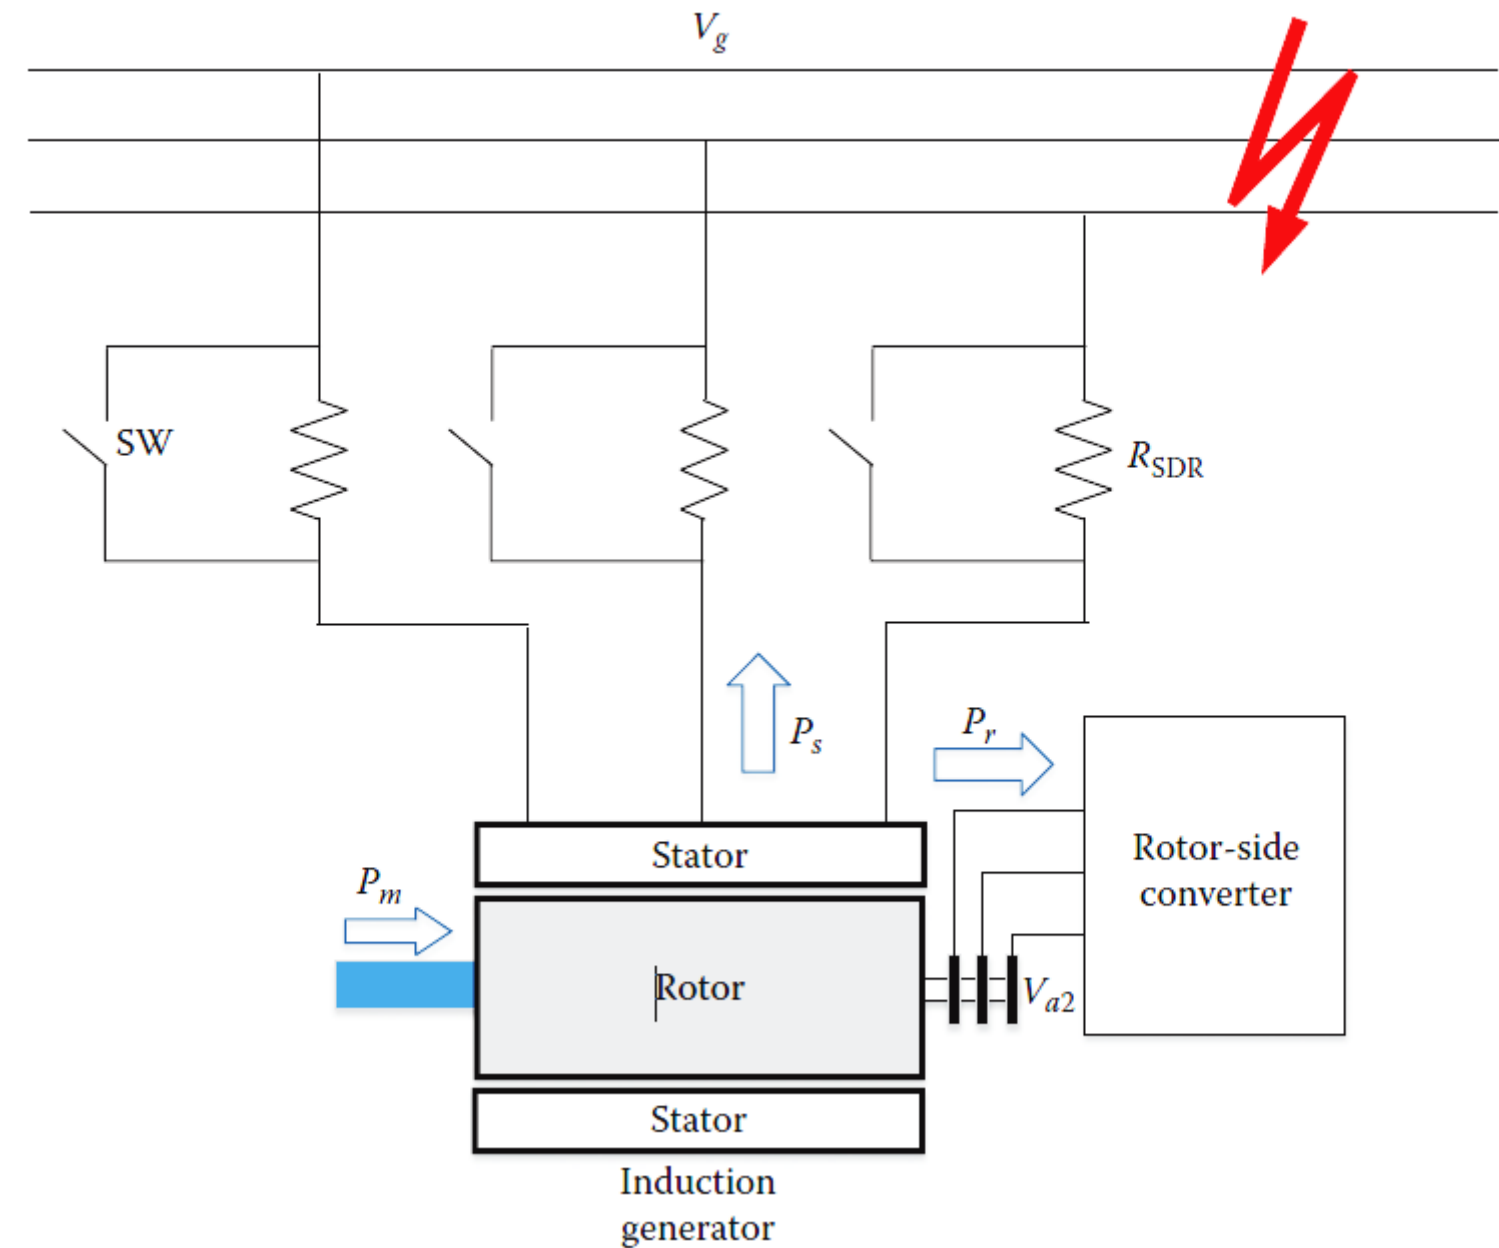 Vg
SW
RSDR
Ps
Pr
Pm
Stator
Rotor-side
converter
Rotor
Va2
Stator
Induction
generator